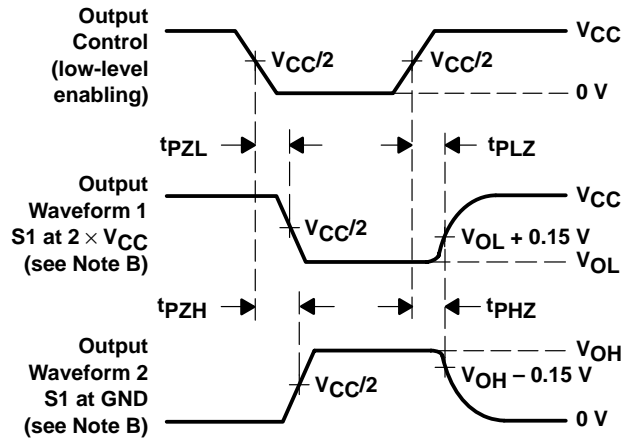 Output
Control
(low-level
enabling)
VCC/2
VCC/2
VCC
0 V
tPZL
tPLZ
Output
Waveform 1
S1 at 2 × VCC
(see Note B)
VCC/2
VCC
VOL + 0.15 V
VOL
tPZH
tPHZ
Output
Waveform 2
S1 at GND
(see Note B)
VCC/2
VOH
VOH – 0.15 V
0 V